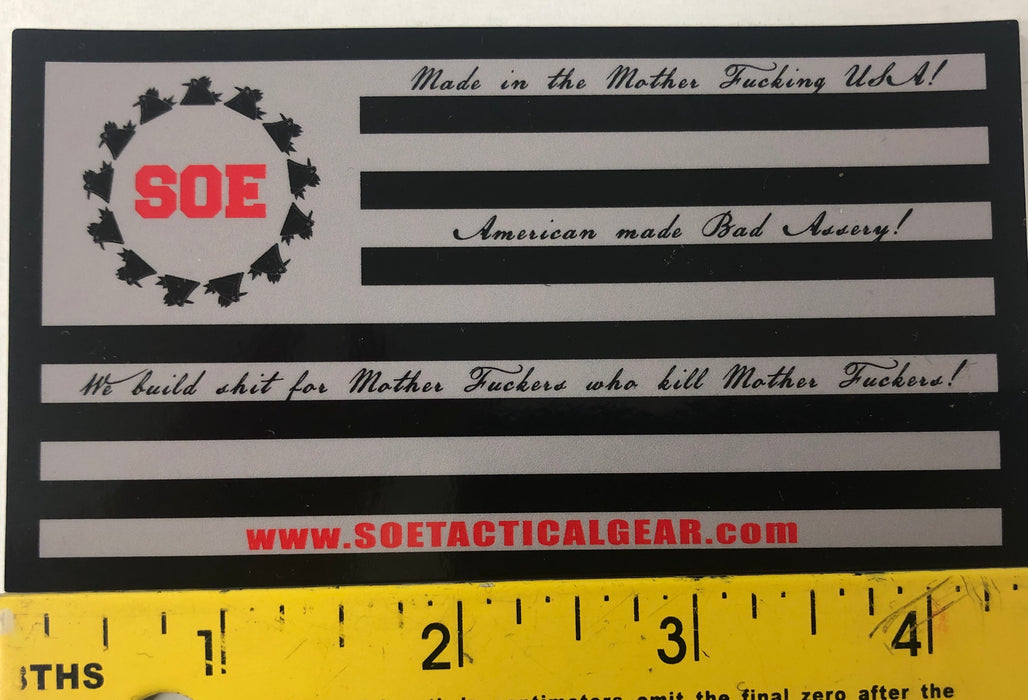 Made in the Mother Fucking USA!
SOE
American made Bad Assery!
We build shit for Mother Fuckers who kill Mother Fuckers!
www.SOETACTICALGEAR.com
1 2 3 4
THS
centimeters omit the final zero after the